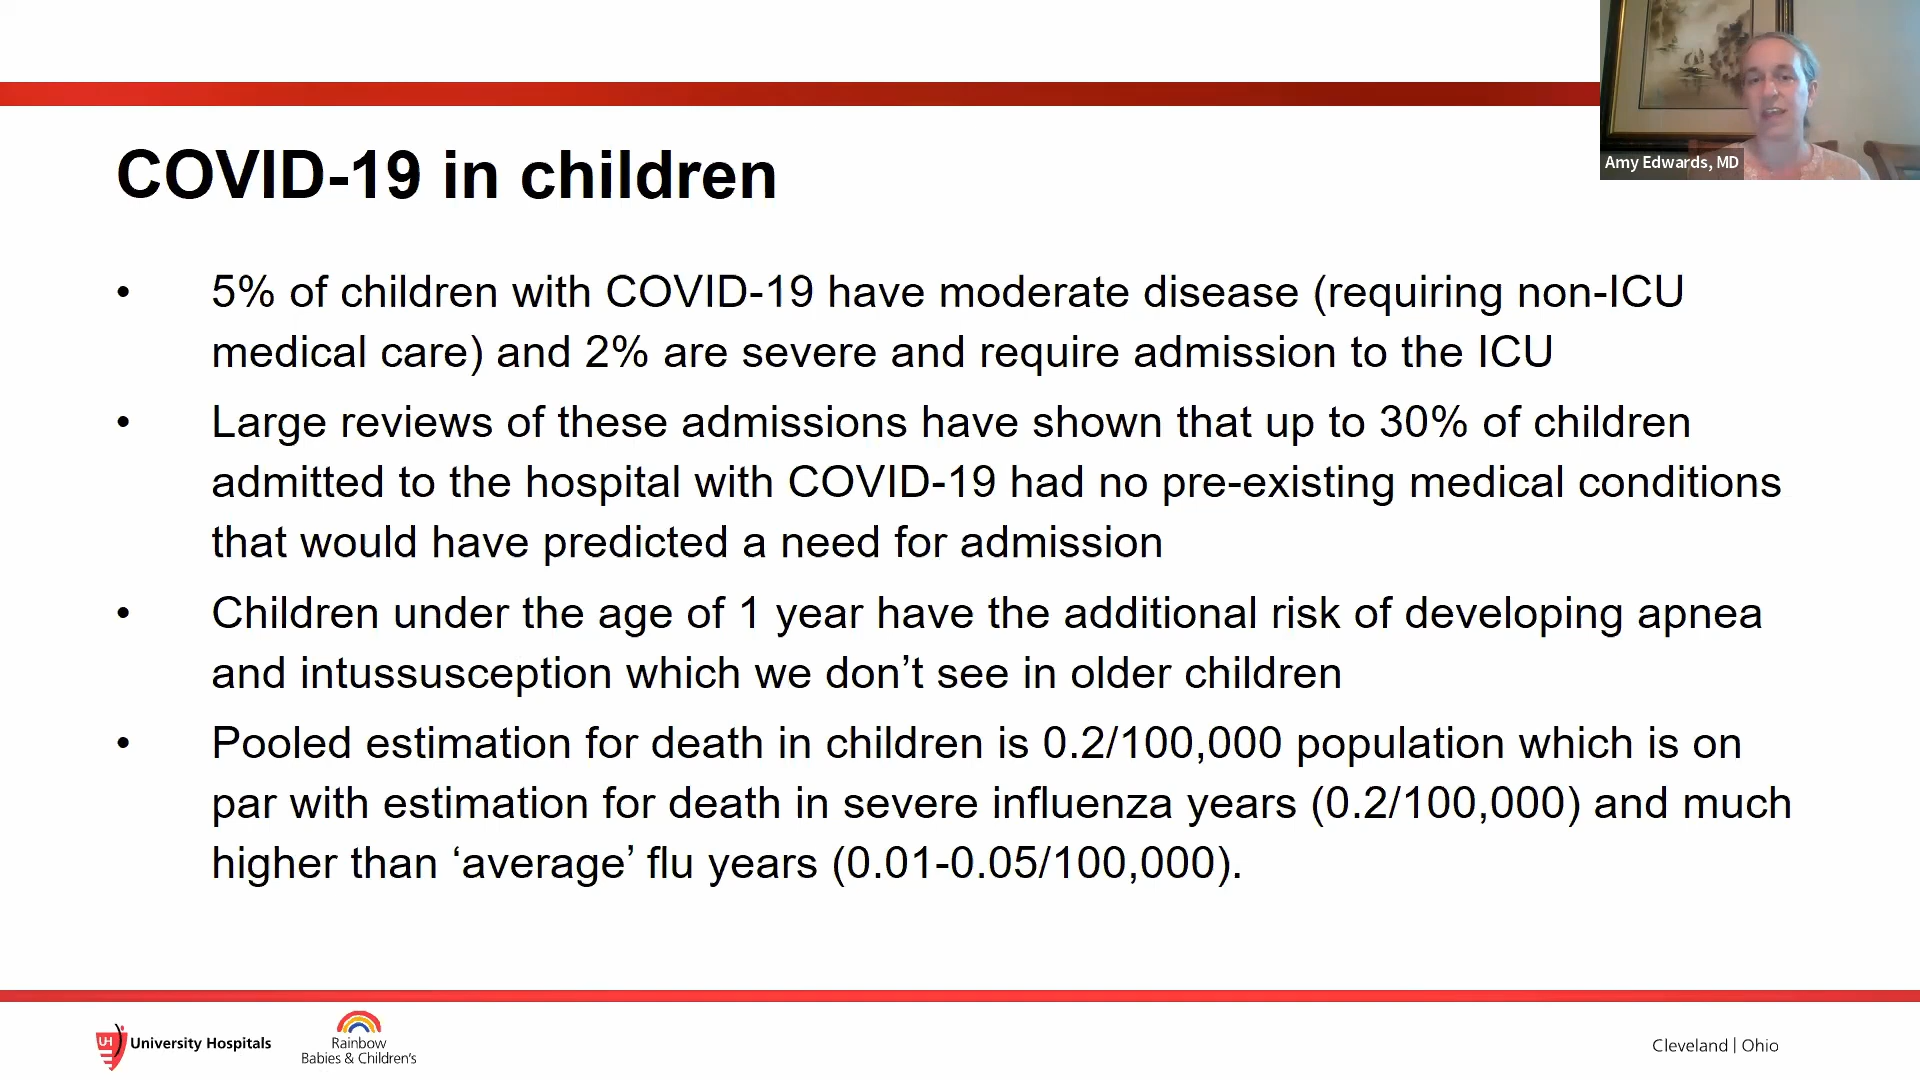 Amy Edwards, MD
COVID-19 in children
• 5% of children with COVID-19 have moderate disease (requiring non-ICU
medical care) and 2% are severe and require admission to the ICU
• Large reviews of these admissions have shown that up to 30% of children
admitted to the hospital with COVID-19 had no pre-existing medical conditions
that would have predicted a need for admission
• Children under the age of 1 year have the additional risk of developing apnea
and intussusception which we don’t see in older children
• Pooled estimation for death in children is 0.2/100,000 population which is on
par with estimation for death in severe influenza years (0.2/100,000) and much
higher than ‘average’ flu years (0.01-0.05/100,000).
UH University Hospitals
Rainbow
Babies & Children's
Cleveland | Ohio